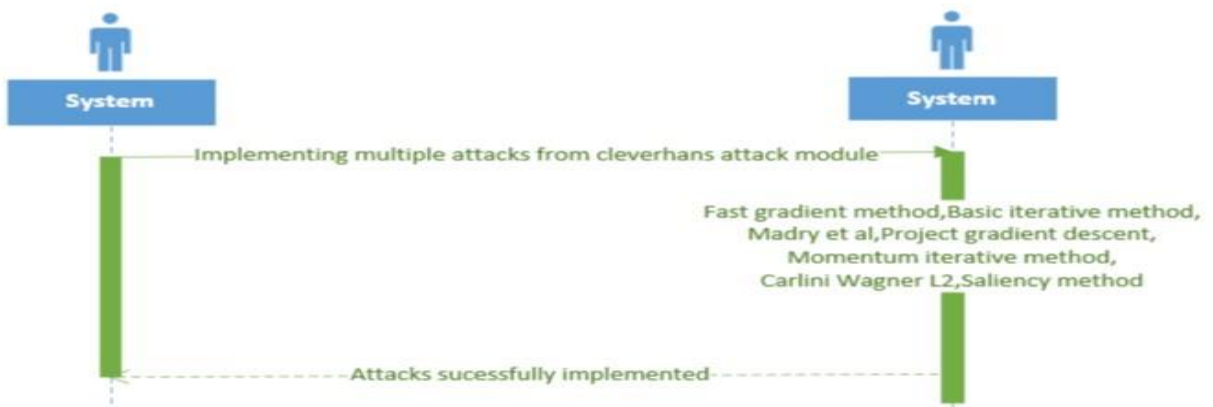 System
System
Implementing multiple attacks from cleverhans attack module
Fast gradient method,Basic iterative method,
Madry et al,Project gradient descent,
Momentum iterative method,
Carlini Wagner L2,Saliency method
Attacks sucessfully implemented